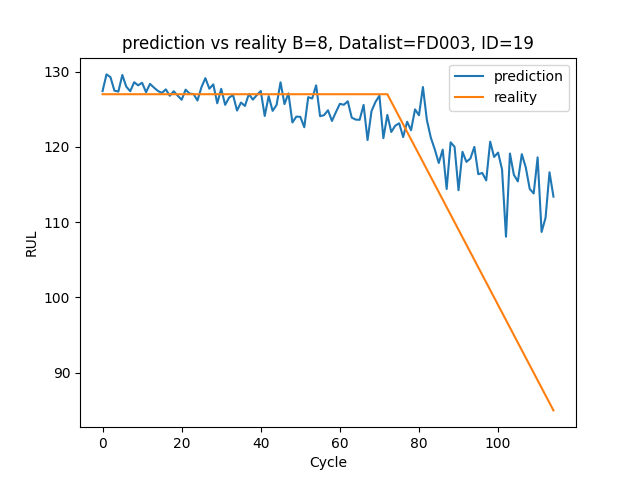 prediction vs reality B=8, Datalist=FD003, ID=19
prediction
reality
130
120
110
100
90
RUL
0 20 40 60 80 100
Cycle